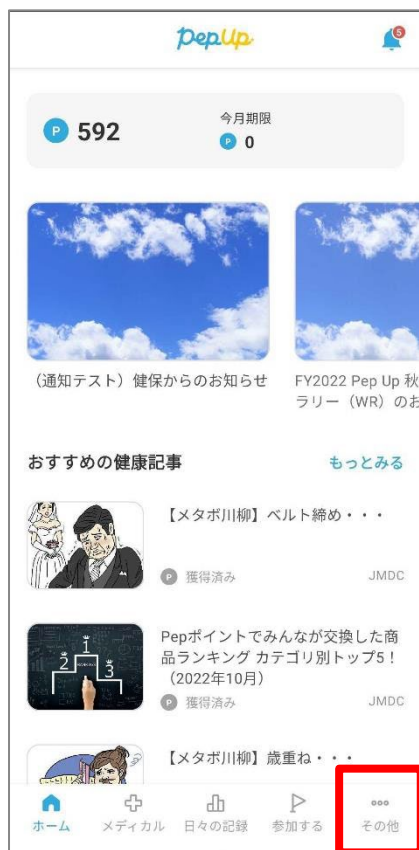 PepUp
5
P 592
今月期限
P 0
（通知テスト）健保からのお知らせ
FY2022 Pep Up 秋
ラリー（WR）のお
おすすめの健康記事
もっとみる
【メタボ川柳】ベルト締め・・・
P 獲得済み
JMDC
1
2
3
Pepポイントでみんなが交換した商
品ランキング カテゴリ別トップ5！
（2022年10月）
P 獲得済み
JMDC
【メタボ川柳】歳重ね・・・
ホーム
メディカル
日々の記録
参加する
その他